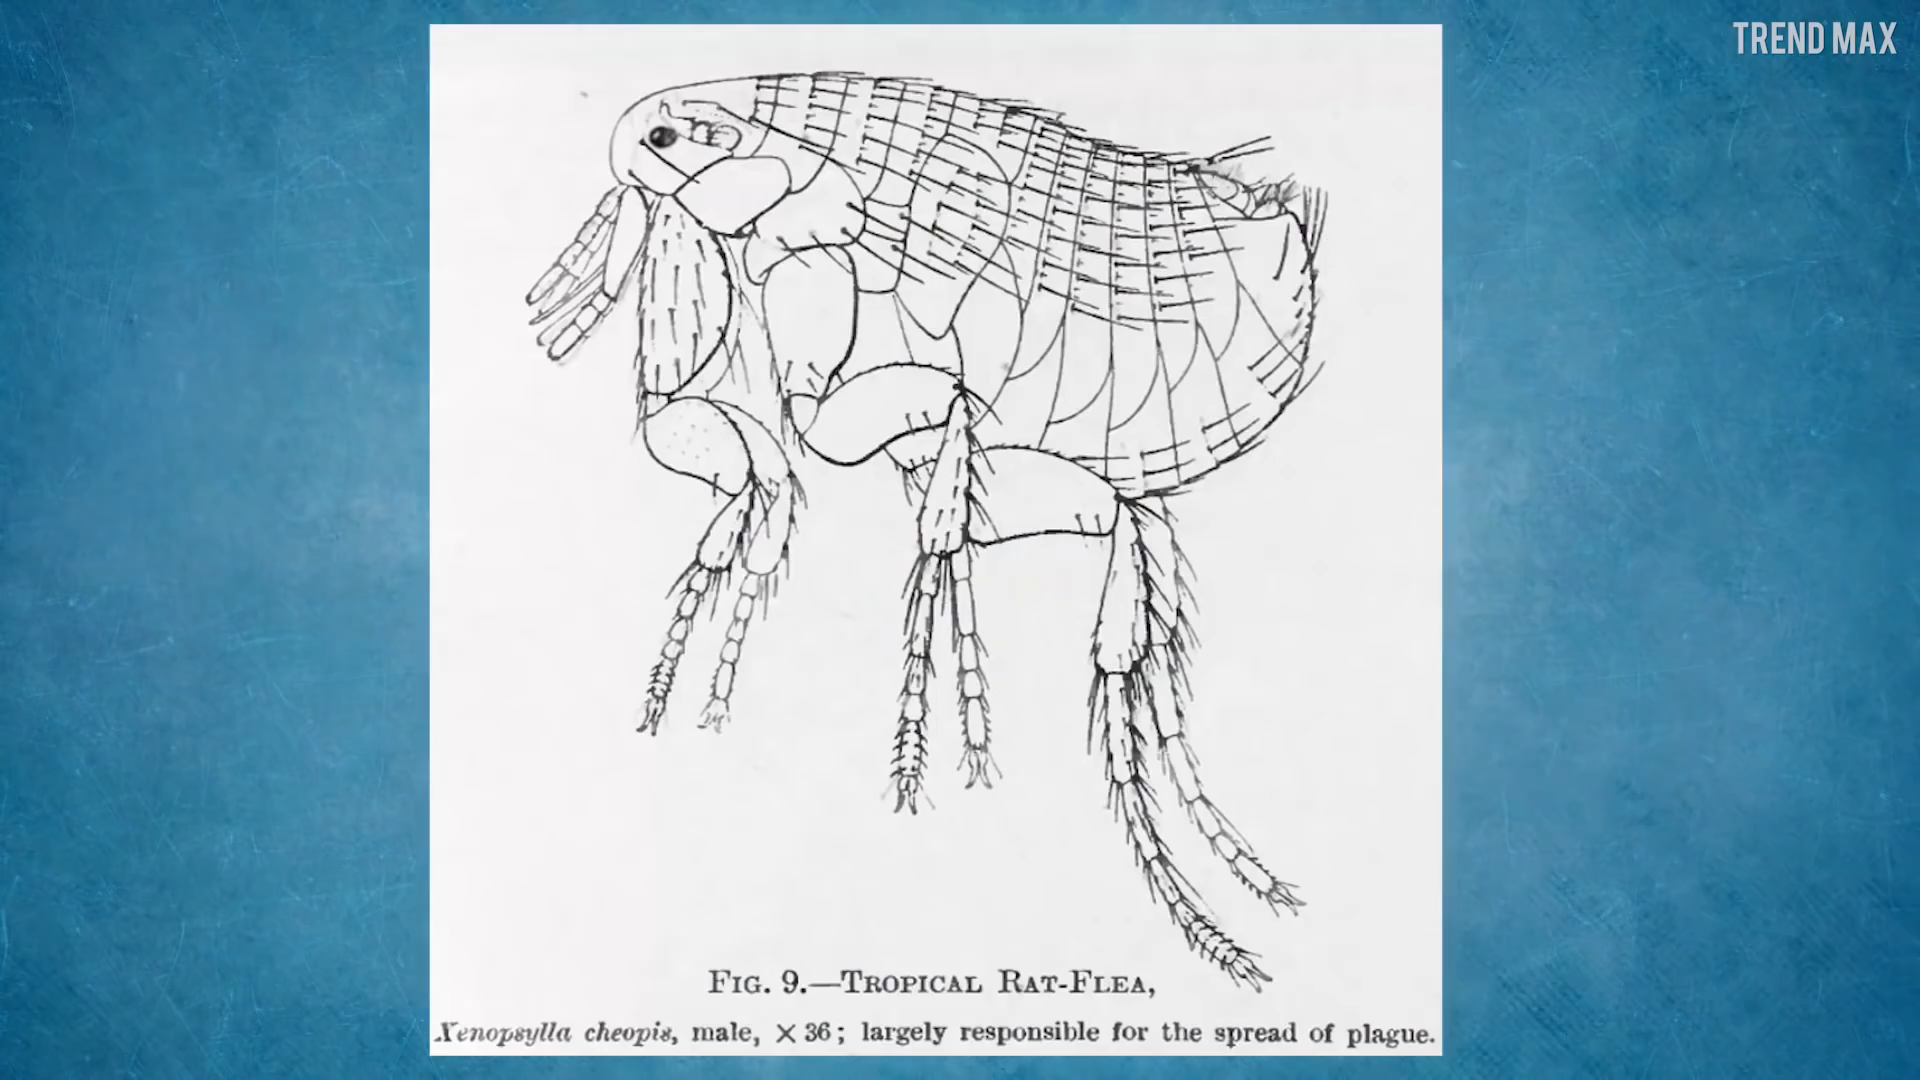 TREND MAX
FIG. 9.—TROPICAL RAT-FLEA,
Xenopsylla cheopis, male, × 36; largely responsible for the spread of plague.